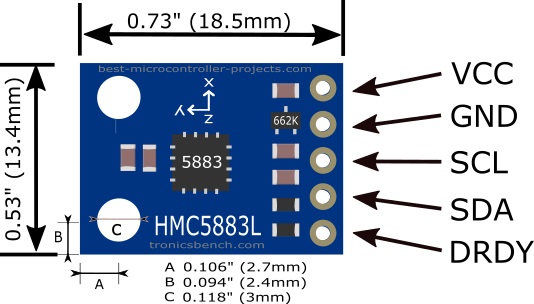 0.73" (18.5mm)
0.53" (13.4mm)
best-microcontroller-projects.com
X
Y
Z
662K
5883
HMC5883L
tronicsbench.com
VCC
GND
SCL
SDA
DRDY
C
B
A
A 0.106" (2.7mm)
B 0.094" (2.4mm)
C 0.118" (3mm)